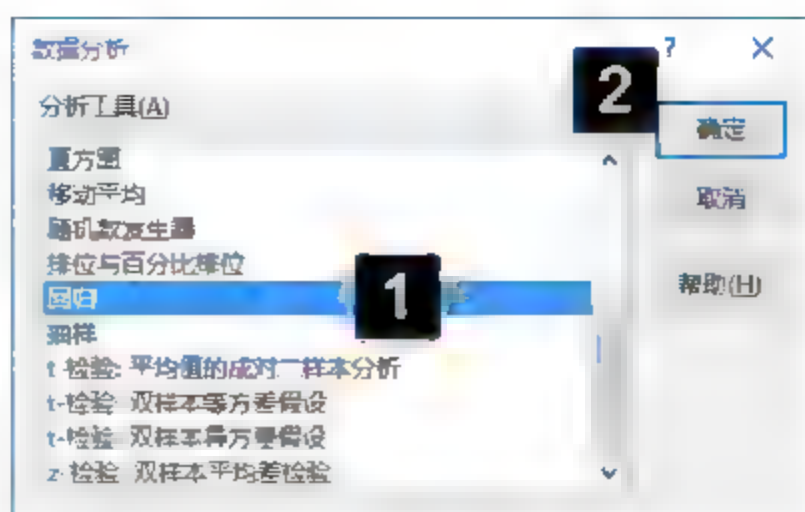 数据分析 ? ×
2
分析工具(A)
确定
直方图
移动平均
取消
随机数发生器
排位与百分比排位
帮助(H)
回归
1
抽样
t-检验: 平均值的成对二样本分析
t-检验: 双样本等方差假设
t-检验: 双样本异方差假设
z-检验: 双样本平均差检验